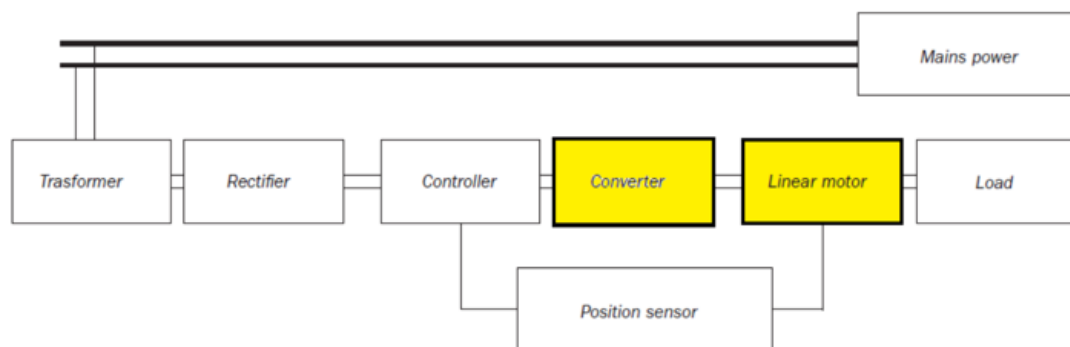 Mains power
Trasformer
Rectifier
Controller
Converter
Linear motor
Load
Position sensor